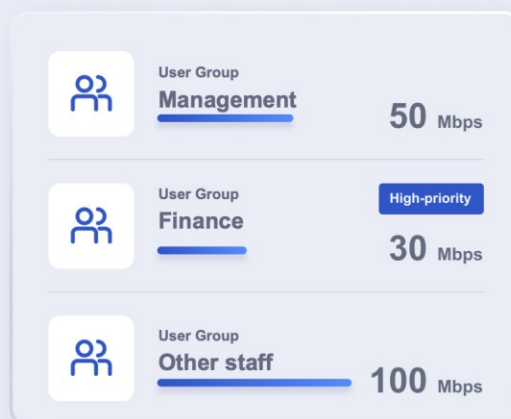 User Group
Management
50 Mbps
User Group
Finance
High-priority
30 Mbps
User Group
Other staff
100 Mbps